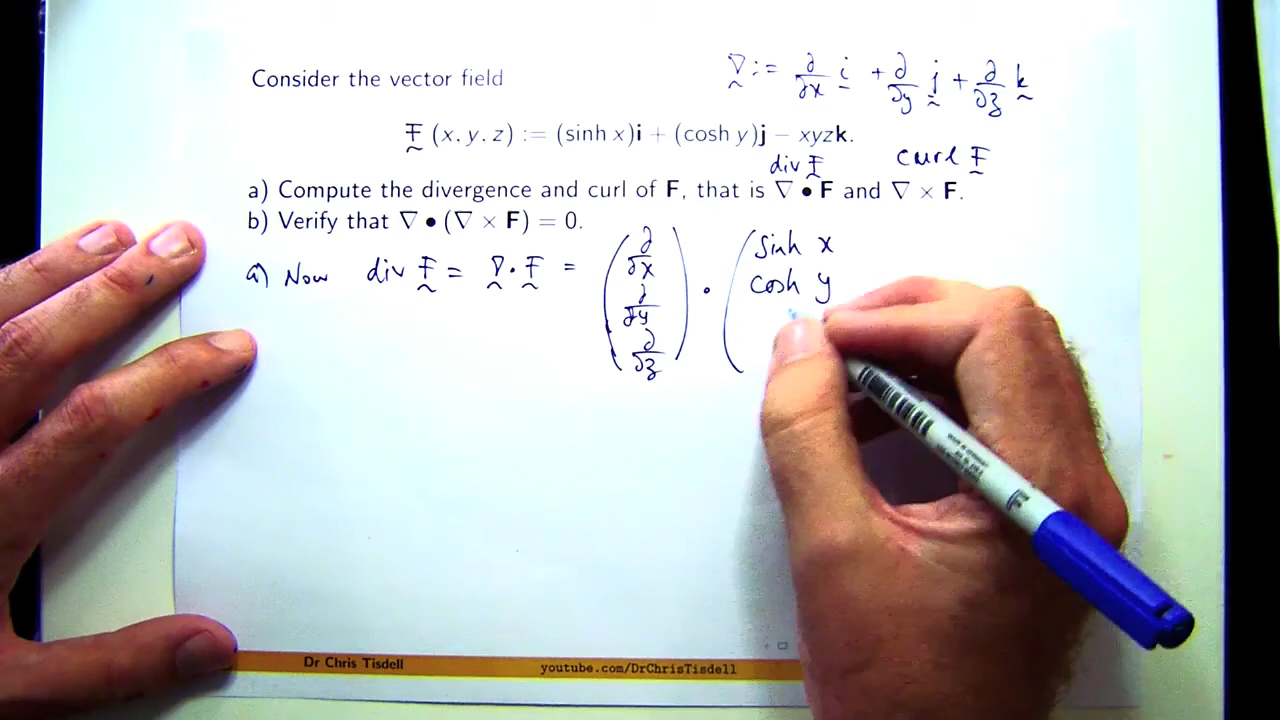 ∇ := ∂/∂x i + ∂/∂y j + ∂/∂z k
Consider the vector field
F (x. y. z) := (sinh x)i + (cosh y)j − xyzk.
div F curl F
a) Compute the divergence and curl of F, that is ∇ • F and ∇ × F.
b) Verify that ∇ • (∇ × F) = 0.
a) Now div F = ∇ · F = ( ∂/∂x ∂/∂y ∂/∂z ) · ( sinh x cosh y
Dr Chris Tisdell youtube.com/DrChrisTisdell